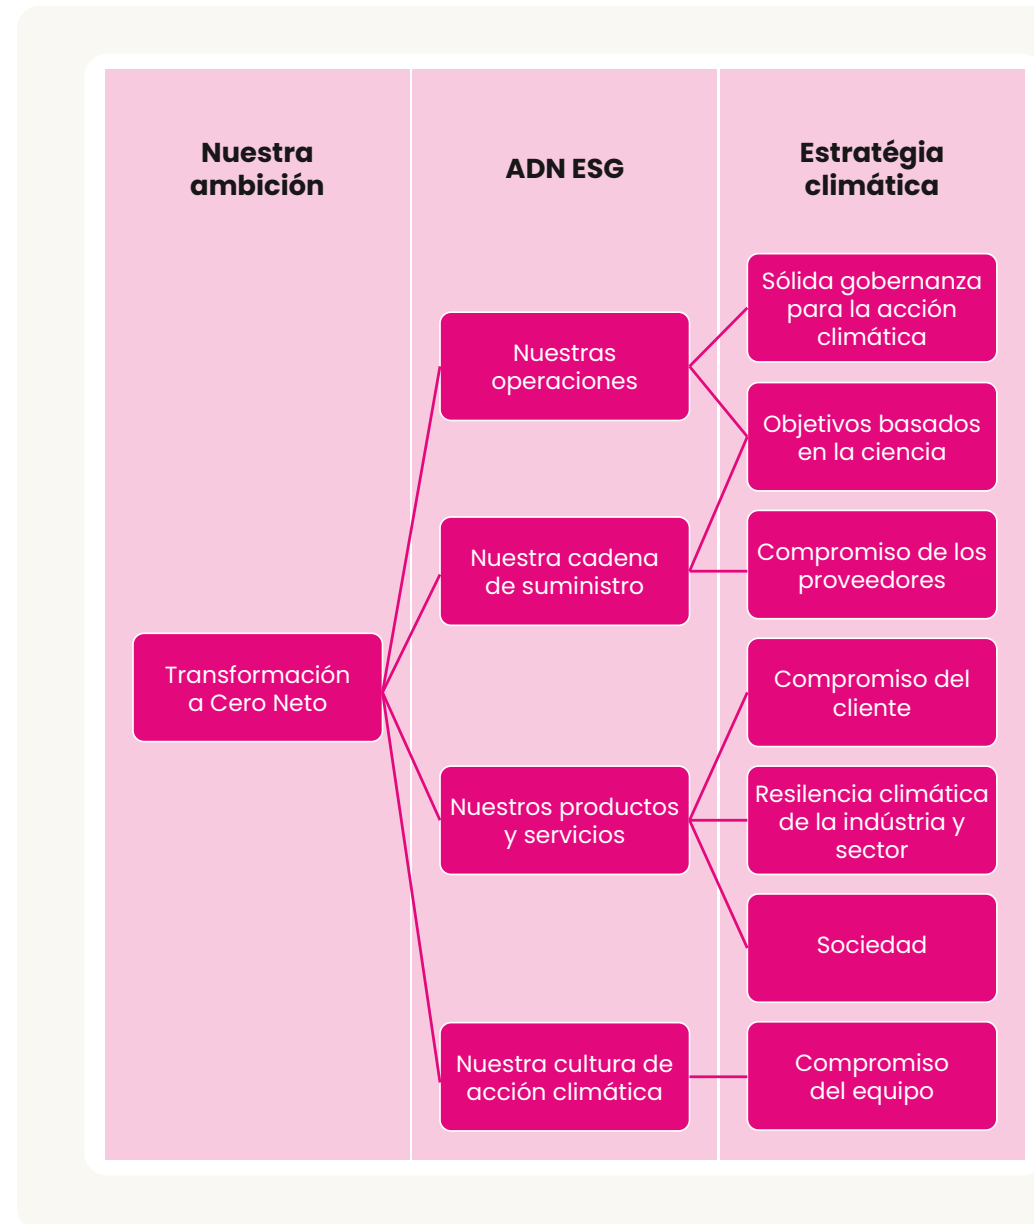 Nuestra
ambición
ADN ESG
Estratégia
climática
Transformación
a Cero Neto
Nuestras
operaciones
Nuestra cadena
de suministro
Nuestros productos
y servicios
Nuestra cultura de
acción climática
Sólida gobernanza
para la acción
climática
Objetivos basados
en la ciencia
Compromiso de los
proveedores
Compromiso del
cliente
Resilencia climática
de la indústria y
sector
Sociedad
Compromiso
del equipo